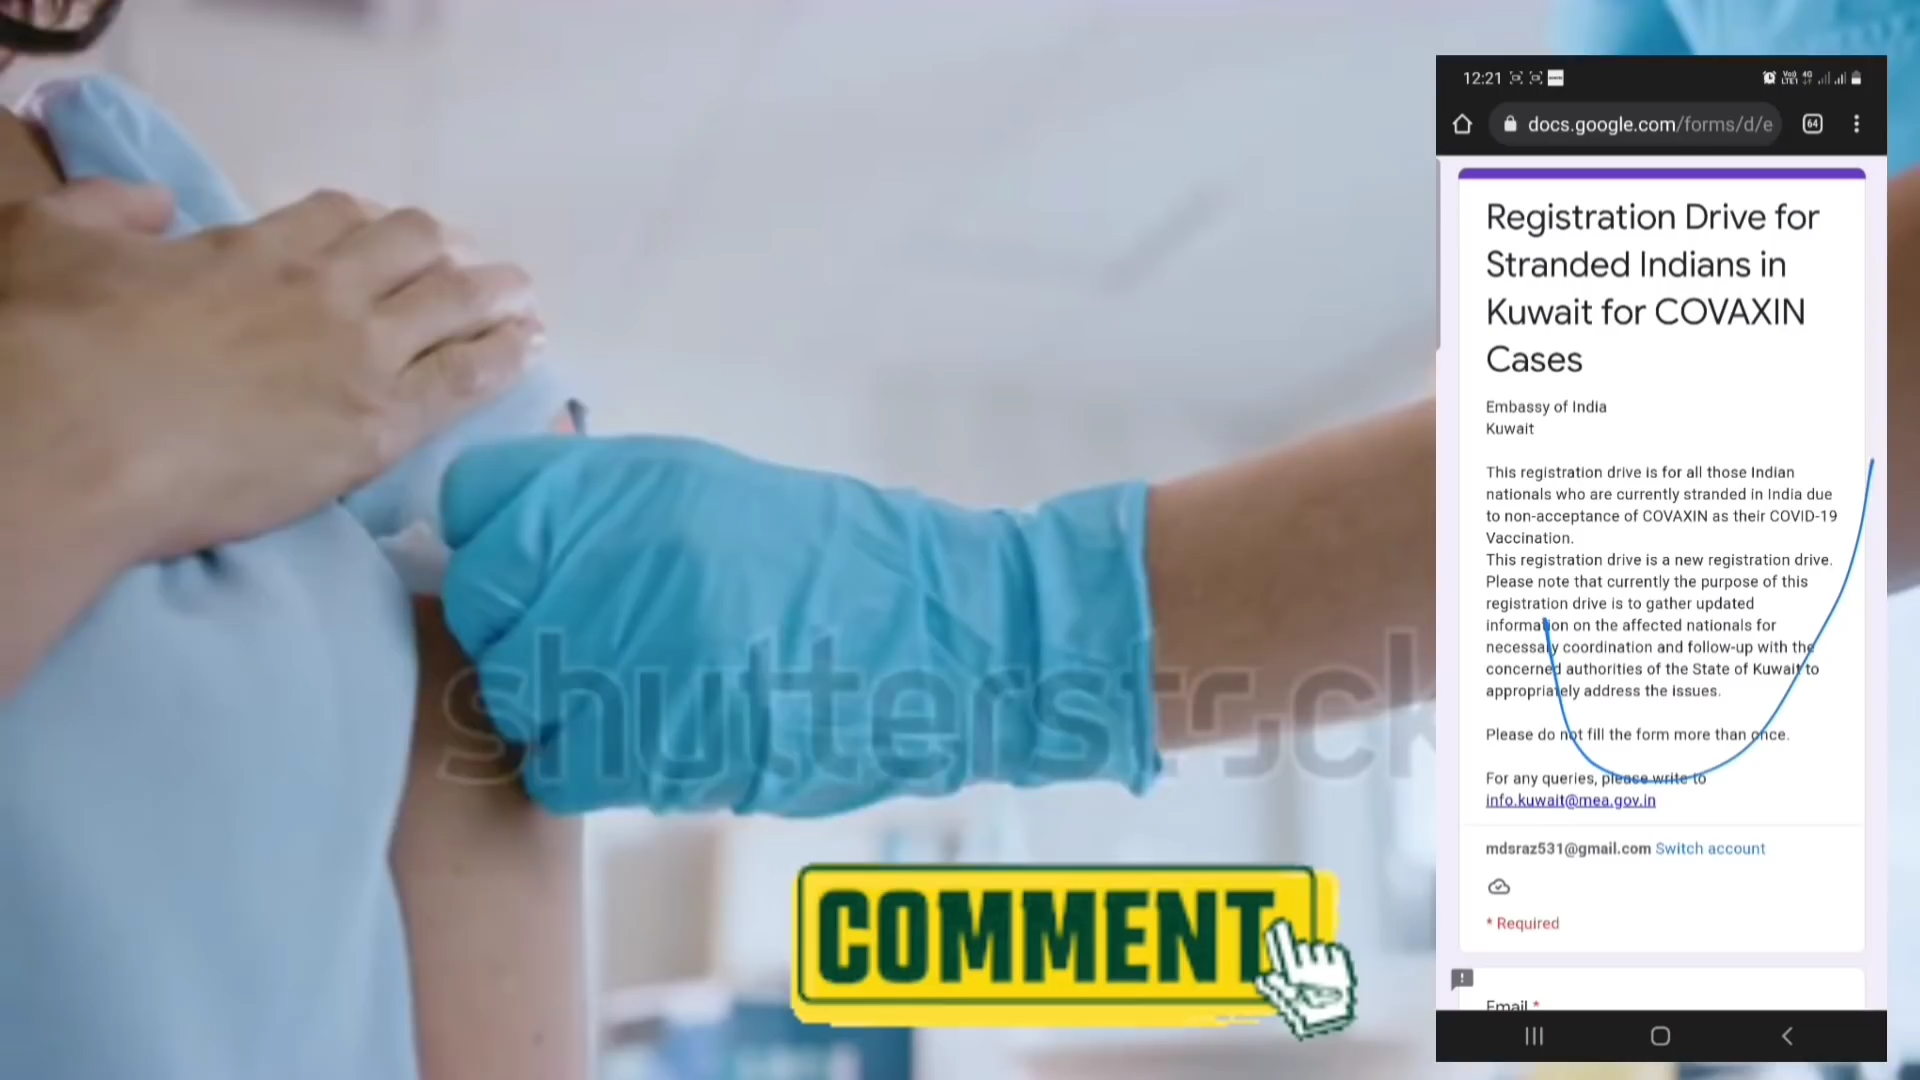 12:21
docs.google.com/forms/d/e
64
Registration Drive for
Stranded Indians in
Kuwait for COVAXIN
Cases
Embassy of India
Kuwait
This registration drive is for all those Indian
nationals who are currently stranded in India due
to non-acceptance of COVAXIN as their COVID-19
Vaccination.
This registration drive is a new registration drive.
Please note that currently the purpose of this
registration drive is to gather updated
information on the affected nationals for
necessary coordination and follow-up with the
concerned authorities of the State of Kuwait to
appropriately address the issues.
Please do not fill the form more than once.
For any queries, please write to
info.kuwait@mea.gov.in
mdsraz531@gmail.com Switch account
* Required
Email *
shutterstock
COMMENT